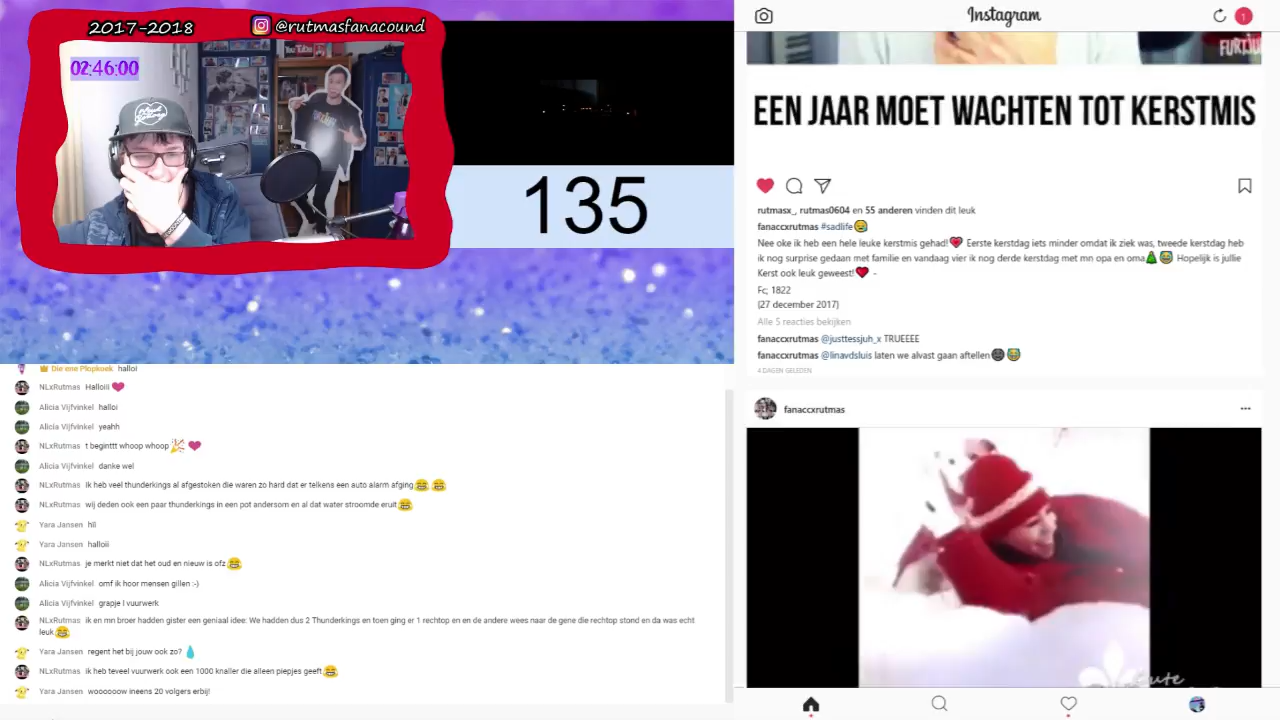 2017-2018
@rutmasfanacound
02:46:00
135
Die ene Plopkoek halloi
NLxRutmas Halloiii
Alicia Vijfvinkel halloi
Alicia Vijfvinkel yeahh
NLxRutmas t beginttt whoop whoop
Alicia Vijfvinkel danke wel
NLxRutmas ik heb veel thunderkings al afgestoken die waren zo hard dat er telkens een auto alarm afging
NLxRutmas wij deden ook een paar thunderkings in een pot andersom en al dat water stroomde eruit
Yara Jansen hii
Yara Jansen halloii
NLxRutmas je merkt niet dat het oud en nieuw is ofz
Alicia Vijfvinkel omf ik hoor mensen gillen :-)
Alicia Vijfvinkel grapje l vuurwerk
NLxRutmas ik en mn broer hadden gister een geniaal idee: We hadden dus 2 Thunderkings en toen ging er 1 rechtop en en de andere wees naar de gene die rechtop stond en da was echt
leuk
Yara Jansen regent het bij jouw ook zo?
NLxRutmas ik heb teveel vuurwerk ook een 1000 knaller die alleen piepjes geeft
Yara Jansen wooooooow ineens 20 volgers erbij!
Instagram
1
EEN JAAR MOET WACHTEN TOT KERSTMIS
rutmasx_, rutmas0604 en 55 anderen vinden dit leuk
fanaccxrutmas #sadlife
Nee oke ik heb een hele leuke kerstmis gehad! Eerste kerstdag iets minder omdat ik ziek was, tweede kerstdag heb
ik nog surprise gedaan met familie en vandaag vier ik nog derde kerstdag met mn opa en oma Hopelijk is jullie
Kerst ook leuk geweest! -
Fc; 1822
(27 december 2017)
Alle 5 reacties bekijken
fanaccxrutmas @justtessjuh_x TRUEEEE
fanaccxrutmas @linavdsluis laten we alvast gaan aftellen
4 DAGEN GELEDEN
fanaccxrutmas